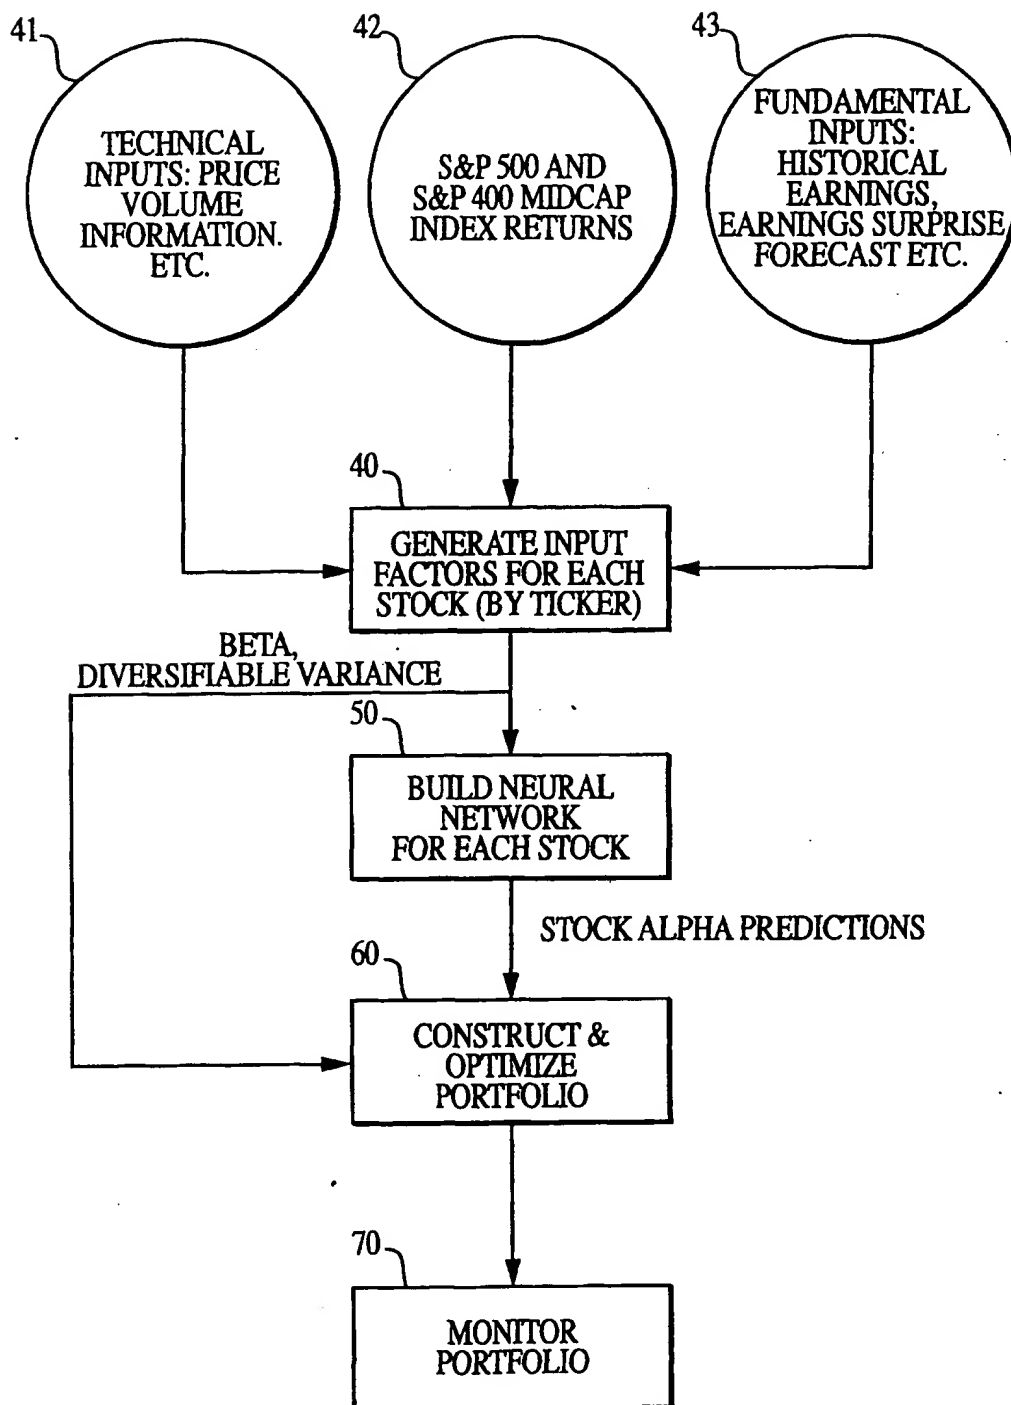 41
TECHNICAL
INPUTS: PRICE
VOLUME
INFORMATION.
ETC.
42
S&P 500 AND
S&P 400 MIDCAP
INDEX RETURNS
43
FUNDAMENTAL
INPUTS:
HISTORICAL
EARNINGS,
EARNINGS SURPRISE
FORECAST ETC.
40
GENERATE INPUT
FACTORS FOR EACH
STOCK (BY TICKER)
BETA,
DIVERSIFIABLE VARIANCE
50
BUILD NEURAL
NETWORK
FOR EACH STOCK
STOCK ALPHA PREDICTIONS
60
CONSTRUCT &
OPTIMIZE
PORTFOLIO
70
MONITOR
PORTFOLIO